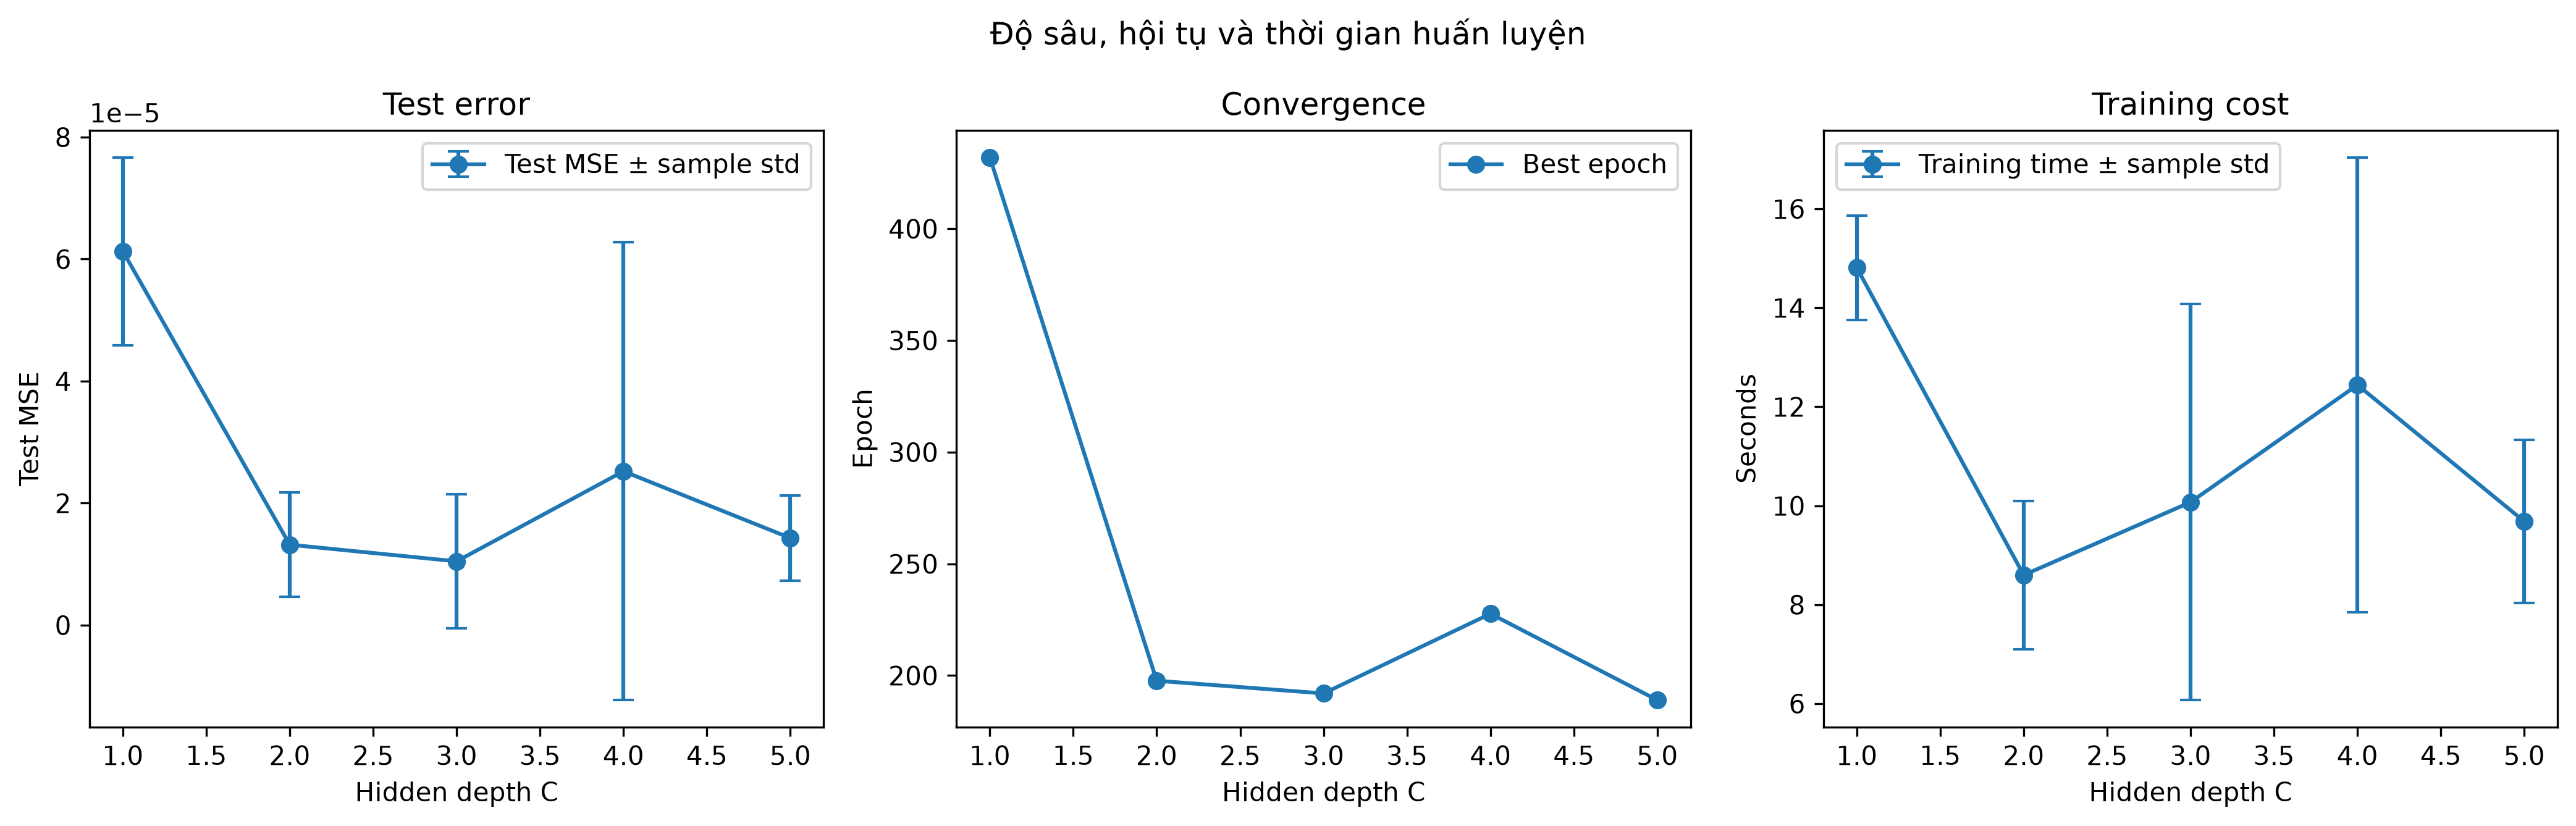 Độ sâu, hội tụ và thời gian huấn luyện
Test error
1e−5
Test MSE ± sample std
8
6
4
2
0
Test MSE
1.0 1.5 2.0 2.5 3.0 3.5 4.0 4.5 5.0
Hidden depth C
Convergence
Best epoch
400
350
300
250
200
Epoch
1.0 1.5 2.0 2.5 3.0 3.5 4.0 4.5 5.0
Hidden depth C
Training cost
Training time ± sample std
16
14
12
10
8
6
Seconds
1.0 1.5 2.0 2.5 3.0 3.5 4.0 4.5 5.0
Hidden depth C